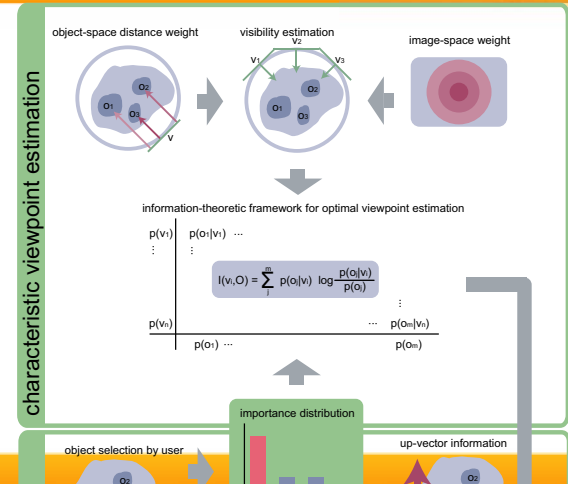 characteristic viewpoint estimation
object-space distance weight
visibility estimation
image-space weight
o₁
o₂
o₃
v
v₁
v₂
v₃
o₁
o₂
o₃
information-theoretic framework for optimal viewpoint estimation
p(v₁) p(o₁|v₁) ...
⋮ ⋮
I(vᵢ,O) = ∑ⱼᵐ p(oⱼ|vᵢ) log p(oⱼ|vᵢ)/p(oⱼ)
⋮
p(vₙ) ... p(oₘ|vₙ)
p(o₁) ... p(oₘ)
importance distribution
object selection by user
up-vector information
o₂
o₂